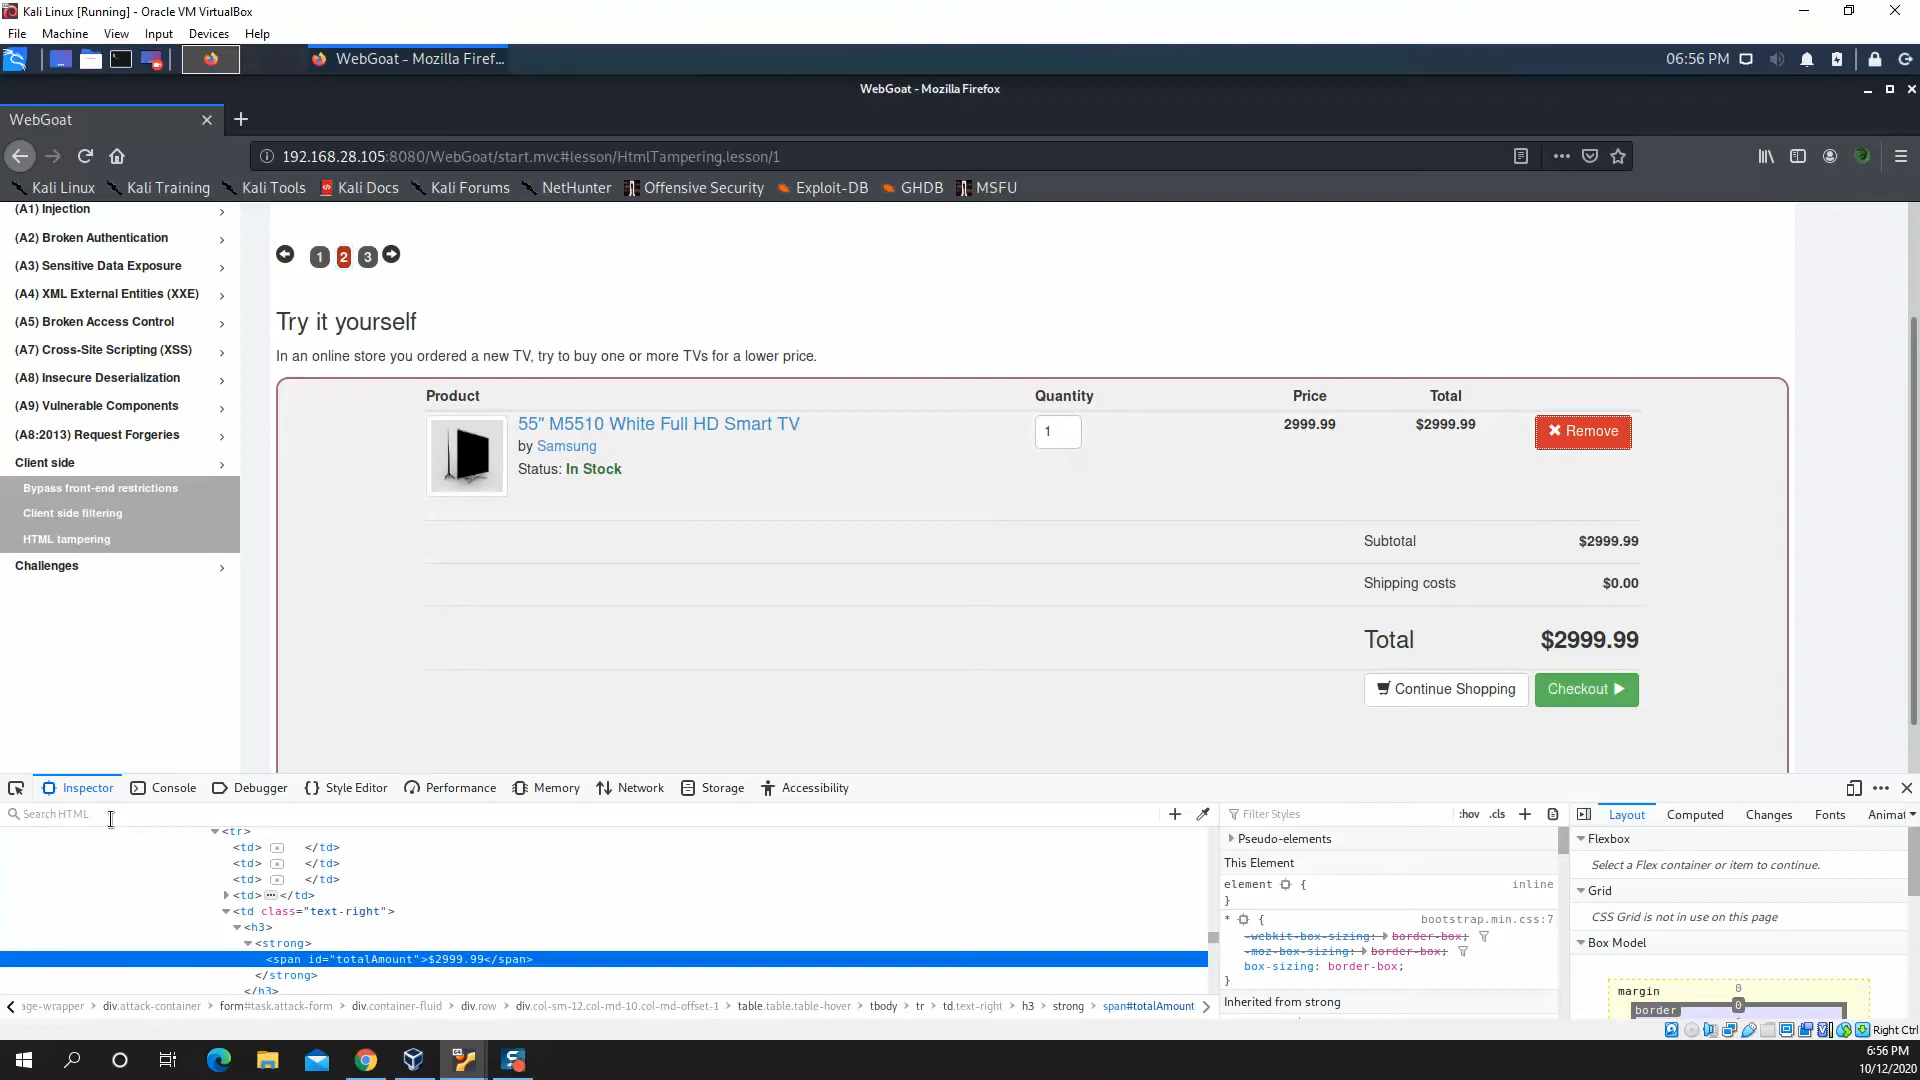 Kali Linux [Running] - Oracle VM VirtualBox
File Machine View Input Devices Help
WebGoat - Mozilla Firef... 06:56 PM
WebGoat - Mozilla Firefox
WebGoat
192.168.28.105:8080/WebGoat/start.mvc#lesson/HtmlTampering.lesson/1
Kali Linux Kali Training Kali Tools Kali Docs Kali Forums NetHunter Offensive Security Exploit-DB GHDB MSFU
(A1) Injection
(A2) Broken Authentication
(A3) Sensitive Data Exposure
(A4) XML External Entities (XXE)
(A5) Broken Access Control
(A7) Cross-Site Scripting (XSS)
(A8) Insecure Deserialization
(A9) Vulnerable Components
(A8:2013) Request Forgeries
Client side
Bypass front-end restrictions
Client side filtering
HTML tampering
Challenges
1 2 3
Try it yourself
In an online store you ordered a new TV, try to buy one or more TVs for a lower price.
Product Quantity Price Total
55" M5510 White Full HD Smart TV 1 2999.99 $2999.99 Remove
by Samsung
Status: In Stock
Subtotal $2999.99
Shipping costs $0.00
Total $2999.99
Continue Shopping Checkout
Inspector Console Debugger Style Editor Performance Memory Network Storage Accessibility
Search HTML
<tr>
<td> </td>
<td> </td>
<td> </td>
<td> </td>
<td class="text-right">
<h3>
<strong>
<span id="totalAmount">$2999.99</span>
</strong>
</h3>
age-wrapper > div.attack-container > form#task.attack-form > div.container-fluid > div.row > div.col-sm-12.col-md-10.col-md-offset-1 > table.table.table-hover > tbody > tr > td.text-right > h3 > strong > span#totalAmount
Filter Styles :hov .cls
Pseudo-elements
This Element
element { inline
}
* { bootstrap.min.css:7
-webkit-box-sizing: border-box;
-moz-box-sizing: border-box;
box-sizing: border-box;
}
Inherited from strong
Layout Computed Changes Fonts Animat
Flexbox
Select a Flex container or item to continue.
Grid
CSS Grid is not in use on this page
Box Model
margin 0
border 0
Right Ctrl
6:56 PM
10/12/2020